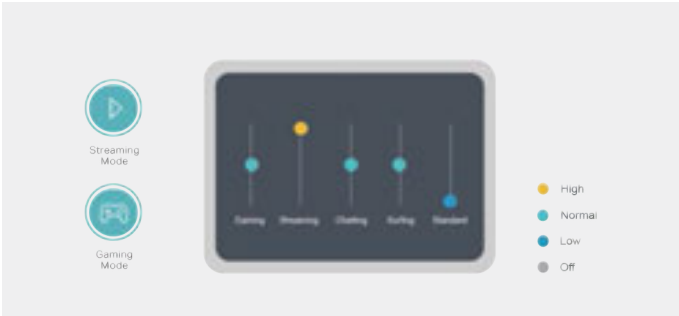 Streaming
Mode
Gaming
Mode
Gaming Streaming Chatting Surfing Standard
High
Normal
Low
Off